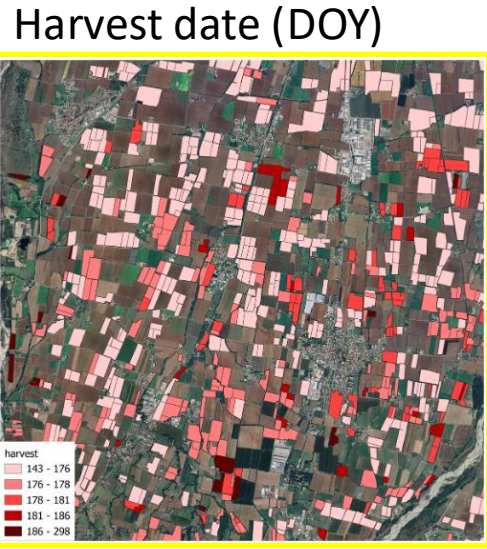 Harvest date (DOY)
harvest
143 - 176
176 - 178
178 - 181
181 - 186
186 - 298